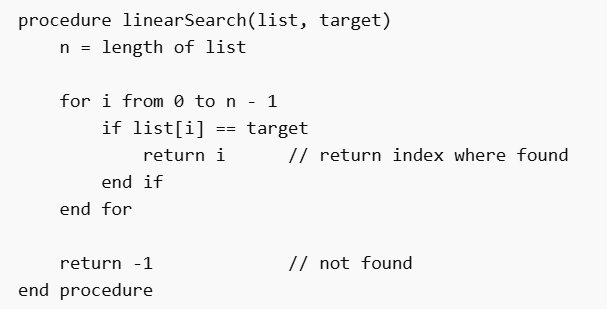 procedure linearSearch(list, target)
    n = length of list

    for i from 0 to n - 1
        if list[i] == target
            return i      // return index where found
        end if
    end for

    return -1             // not found
end procedure